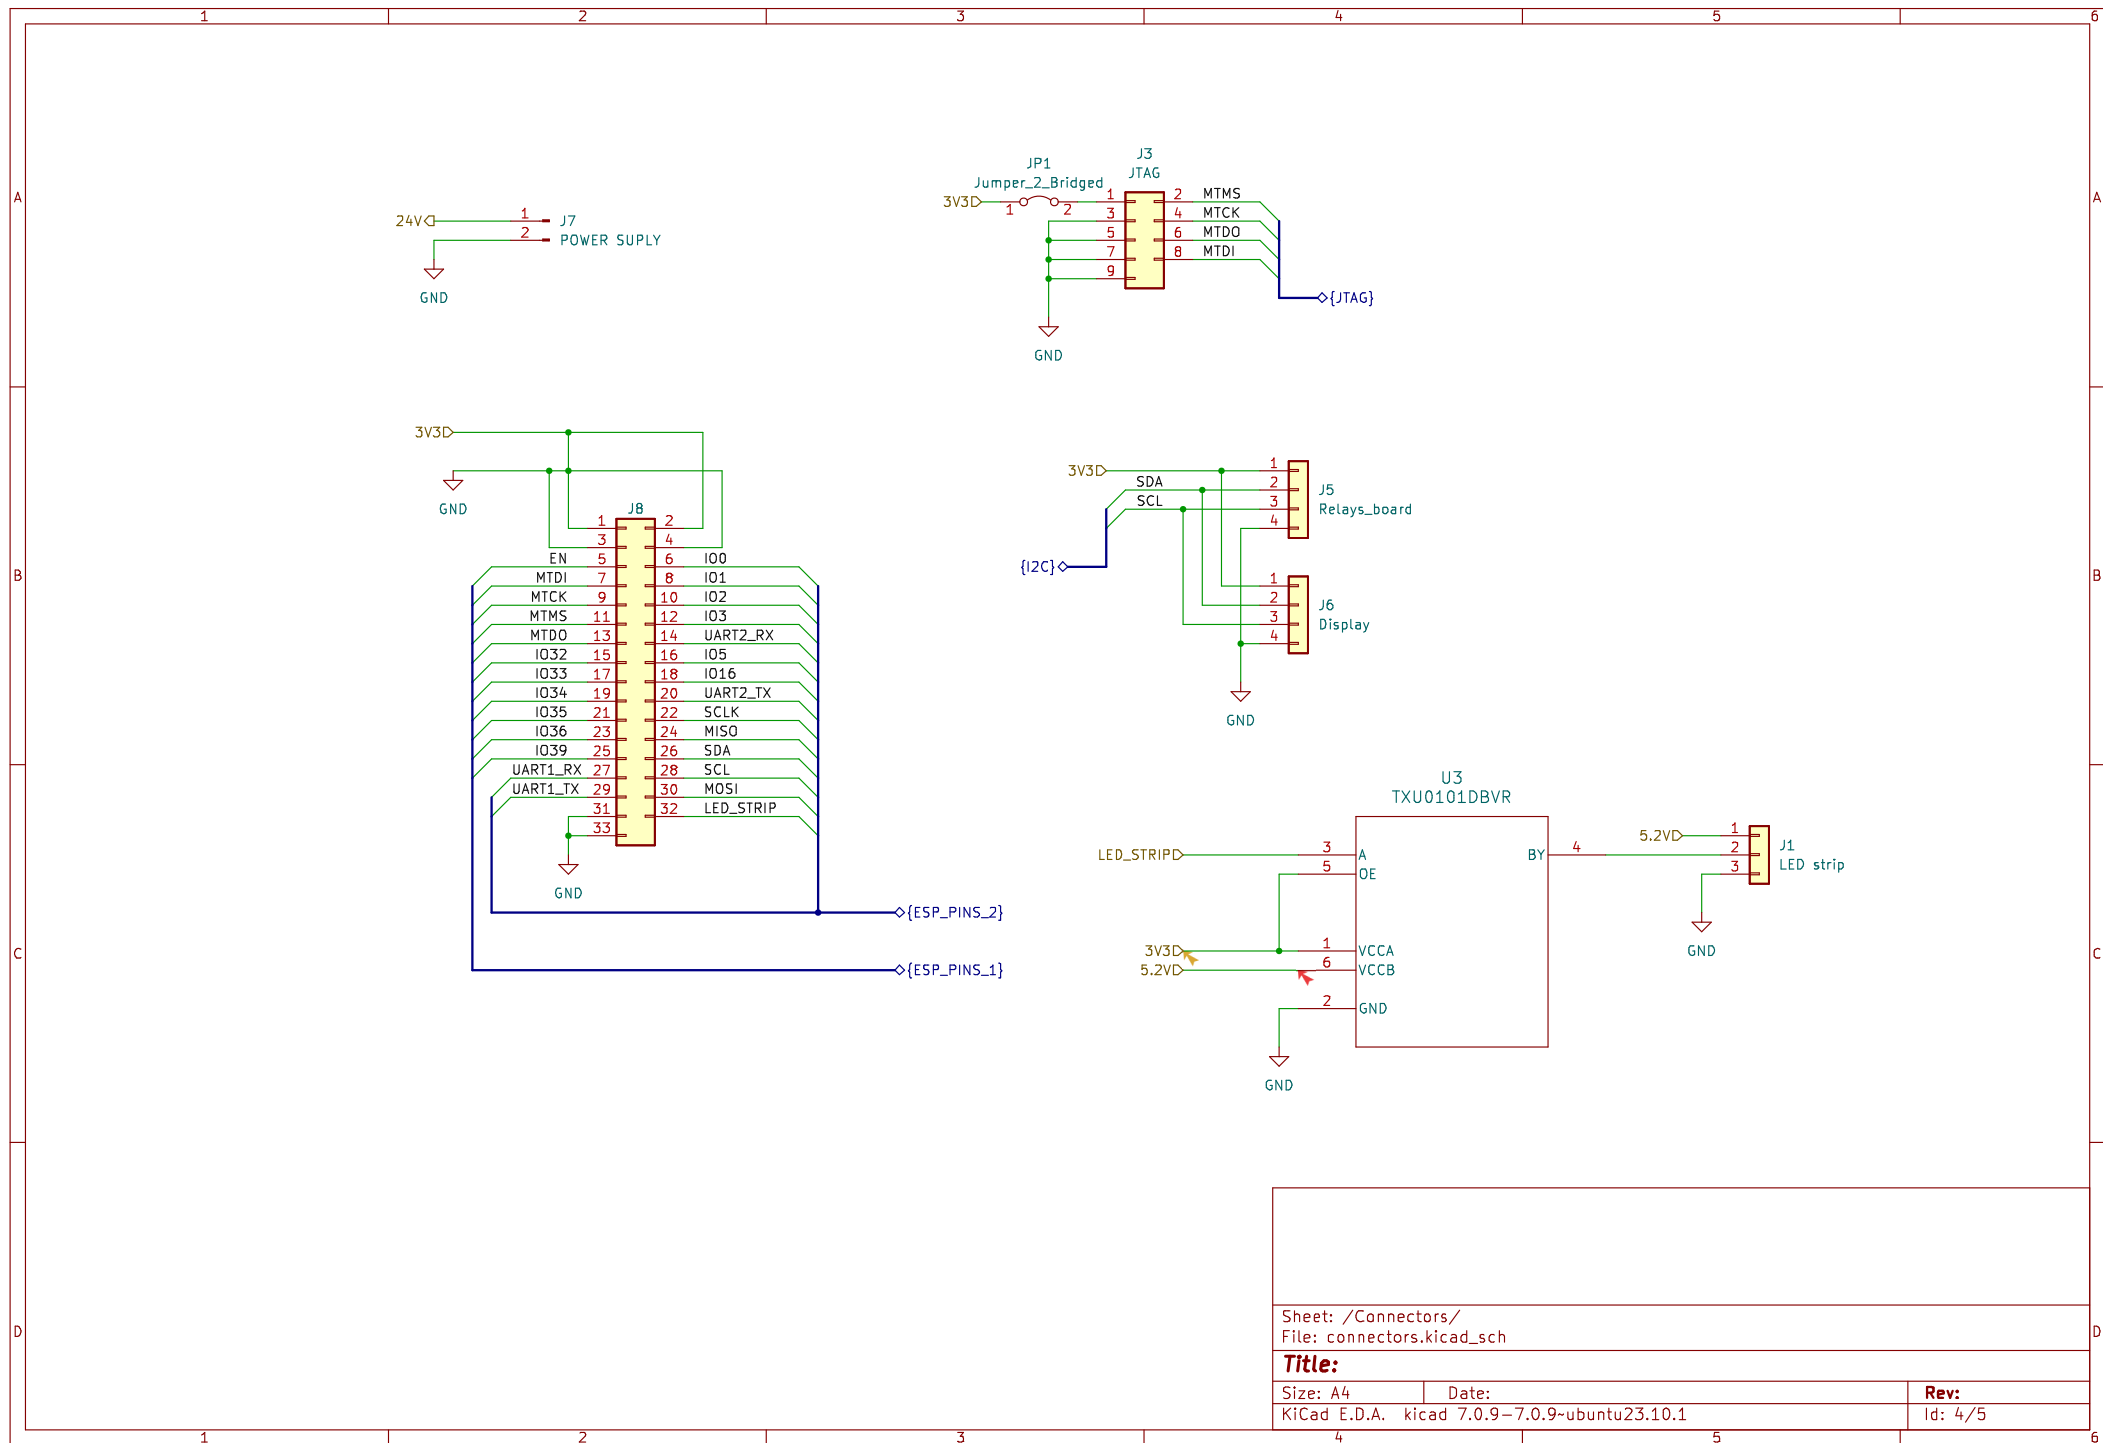 1 2 3 4 5 6
A
A
J3
JTAG
JP1
Jumper_2_Bridged
3V3
1
2
1
3
5
7
9
2
4
6
8
MTMS
MTCK
MTDO
MTDI
{JTAG}
GND
24V
1
2
J7
POWER SUPLY
GND
3V3
GND
J8
B
B
1
3
EN 5
MTDI 7
MTCK 9
MTMS 11
MTDO 13
IO32 15
IO33 17
IO34 19
IO35 21
IO36 23
IO39 25
UART1_RX 27
UART1_TX 29
31
33
2
4
6 IO0
8 IO1
10 IO2
12 IO3
14 UART2_RX
16 IO5
18 IO16
20 UART2_TX
22 SCLK
24 MISO
26 SDA
28 SCL
30 MOSI
32 LED_STRIP
GND
{ESP_PINS_2}
{ESP_PINS_1}
3V3
SDA
SCL
{I2C}
1
2
3
4
J5
Relays_board
1
2
3
4
J6
Display
GND
C
C
U3
TXU0101DBVR
LED_STRIP
3 A
5 OE
3V3
1 VCCA
5.2V
6 VCCB
2 GND
GND
BY 4
5.2V
1
2
3
J1
LED strip
GND
D
D
Sheet: /Connectors/
File: connectors.kicad_sch
Title:
Size: A4 Date: Rev:
KiCad E.D.A. kicad 7.0.9-7.0.9~ubuntu23.10.1 Id: 4/5
1 2 3 4 5 6